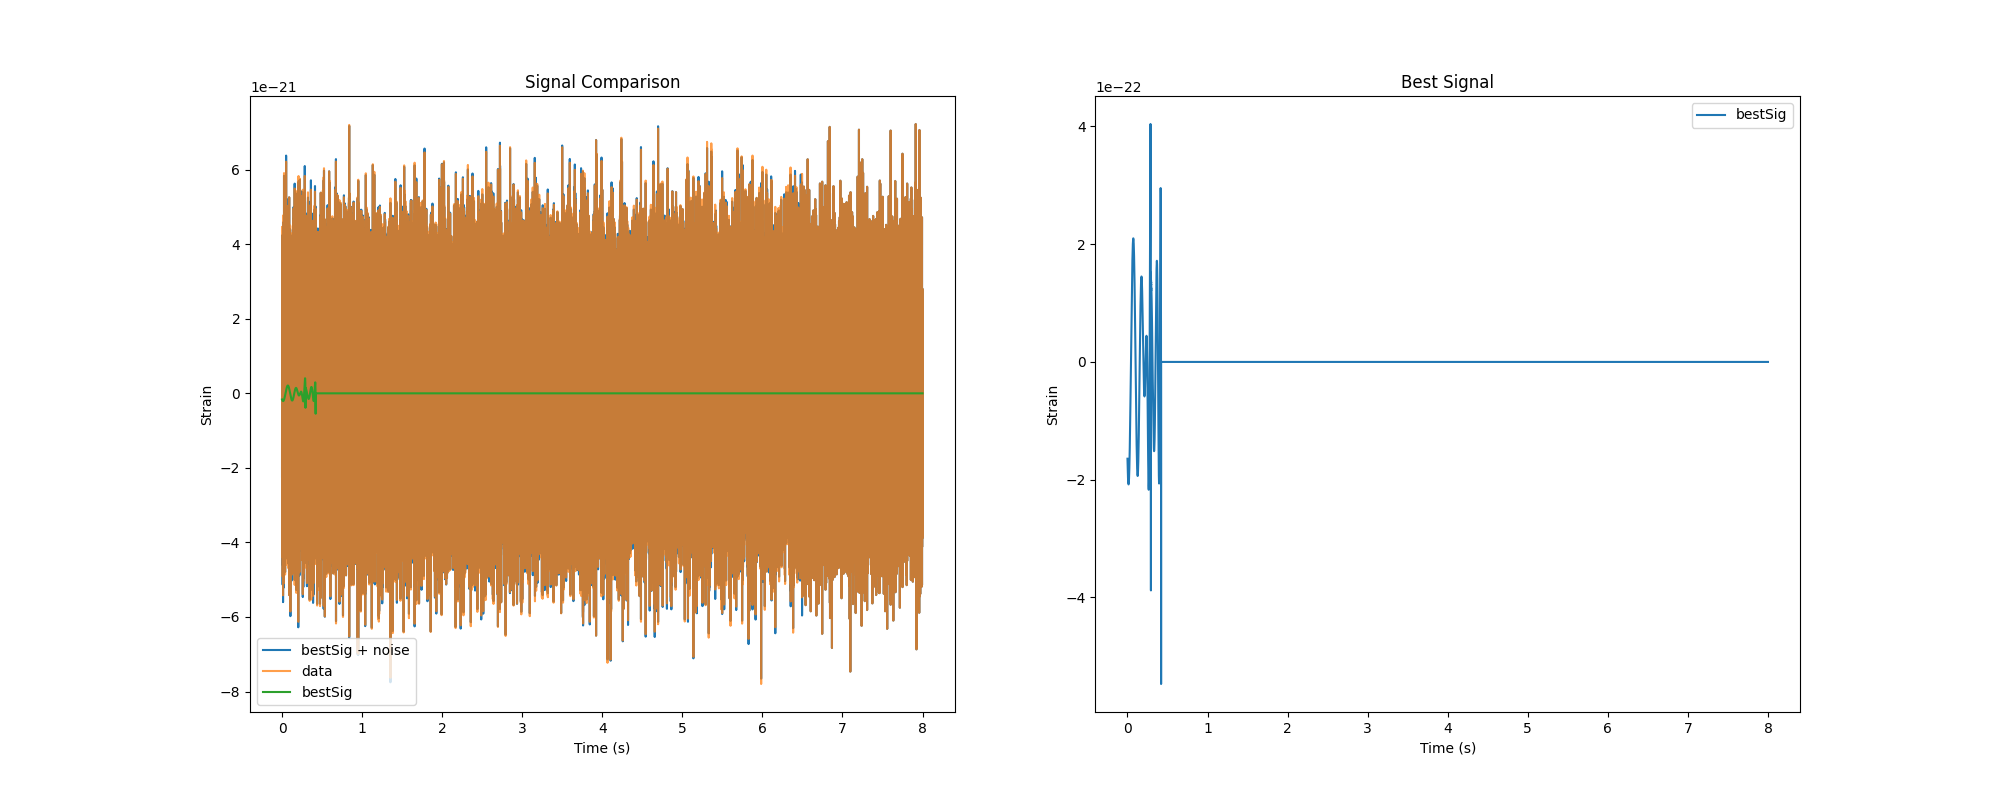 Signal Comparison
1e−21
6
4
2
0
−2
−4
−6
−8
Strain
bestSig + noise
data
bestSig
0 1 2 3 4 5 6 7 8
Time (s)
Best Signal
1e−22
bestSig
4
2
0
−2
−4
Strain
0 1 2 3 4 5 6 7 8
Time (s)